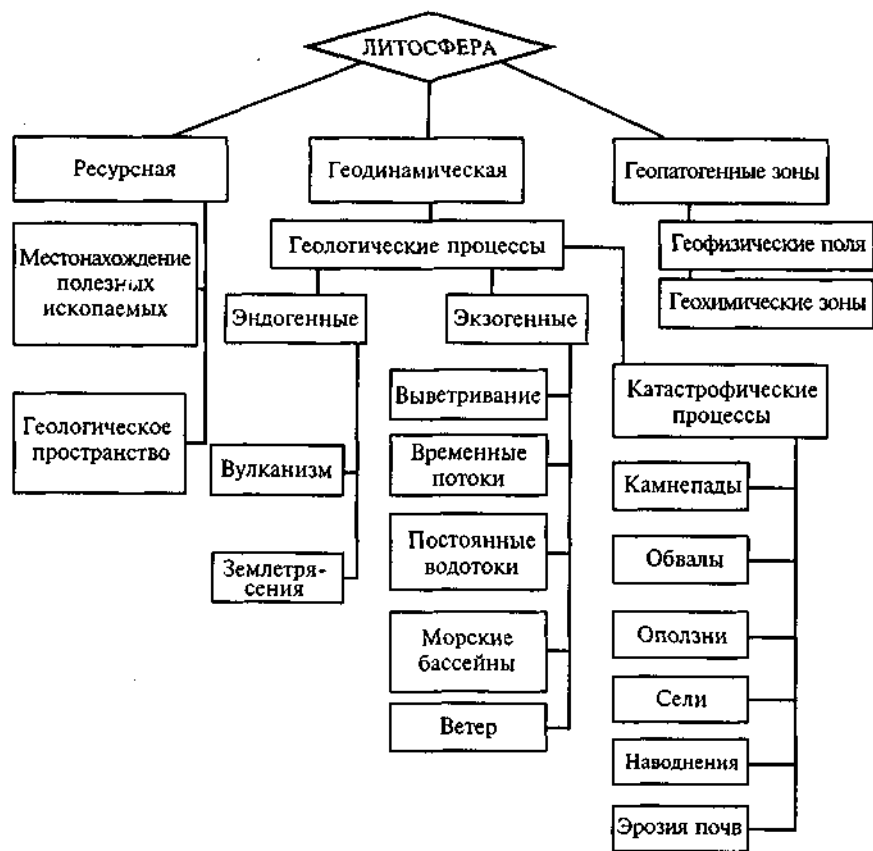 ЛИТОСФЕРА
Ресурсная
Геодинамическая
Геопатогенные зоны
Геологические процессы
Местонахождение
полезных
ископаемых
Геофизические поля
Геохимические зоны
Эндогенные
Экзогенные
Геологическое
пространство
Вулканизм
Землетря-
сения
Выветривание
Временные
потоки
Постоянные
водотоки
Морские
бассейны
Ветер
Катастрофические
процессы
Камнепады
Обвалы
Оползни
Сели
Наводнения
Эрозия почв